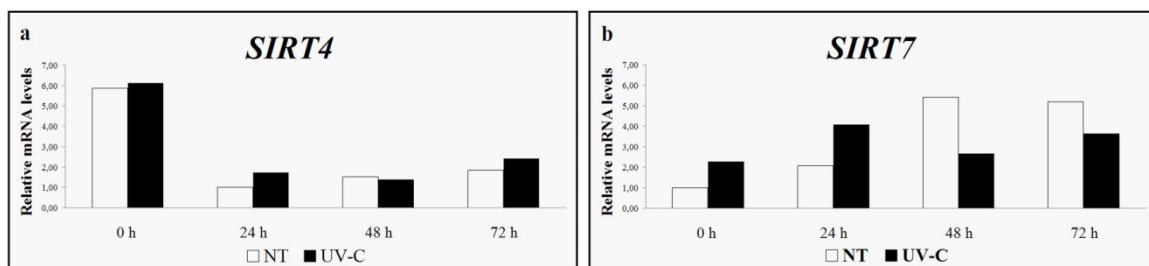 a
SIRT4
Relative mRNA levels
7,00
6,00
5,00
4,00
3,00
2,00
1,00
0,00
0 h 24 h 48 h 72 h
NT UV-C
b
SIRT7
Relative mRNA levels
7,00
6,00
5,00
4,00
3,00
2,00
1,00
0,00
0 h 24 h 48 h 72 h
NT UV-C